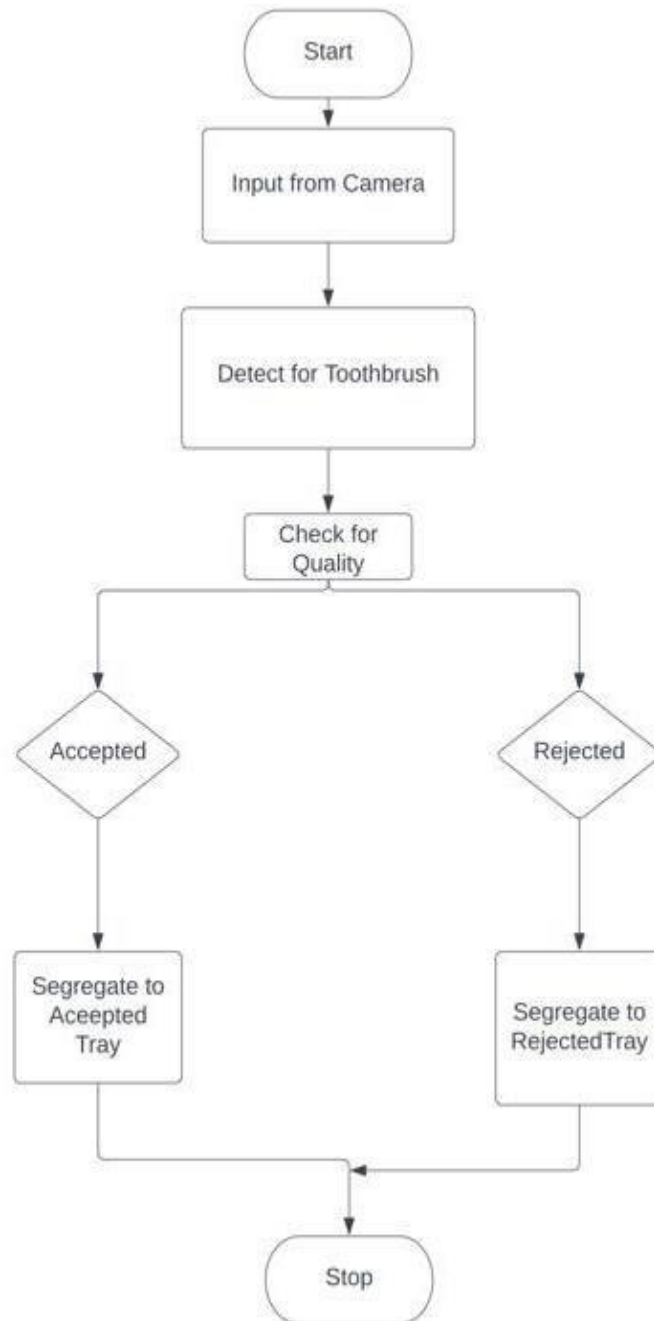 Start
Input from Camera
Detect for Toothbrush
Check for
Quality
Accepted
Rejected
Segregate to
Aceepted
Tray
Segregate to
RejectedTray
Stop